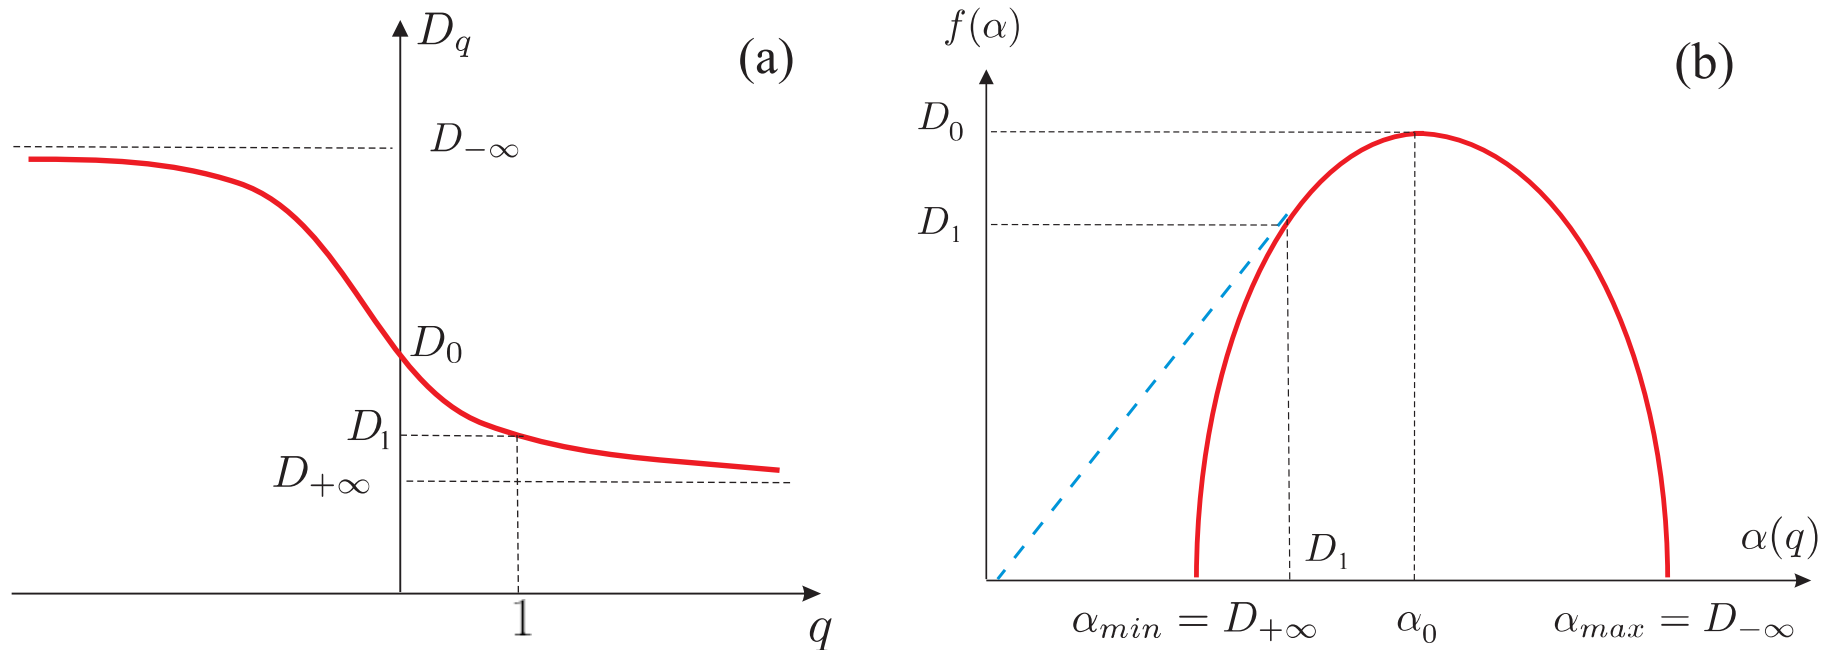 D_q
(a)
D_{−∞}
D_0
D_1
D_{+∞}
1
q
f(α)
(b)
D_0
D_1
D_1
α(q)
α_{min} = D_{+∞}
α_0
α_{max} = D_{−∞}